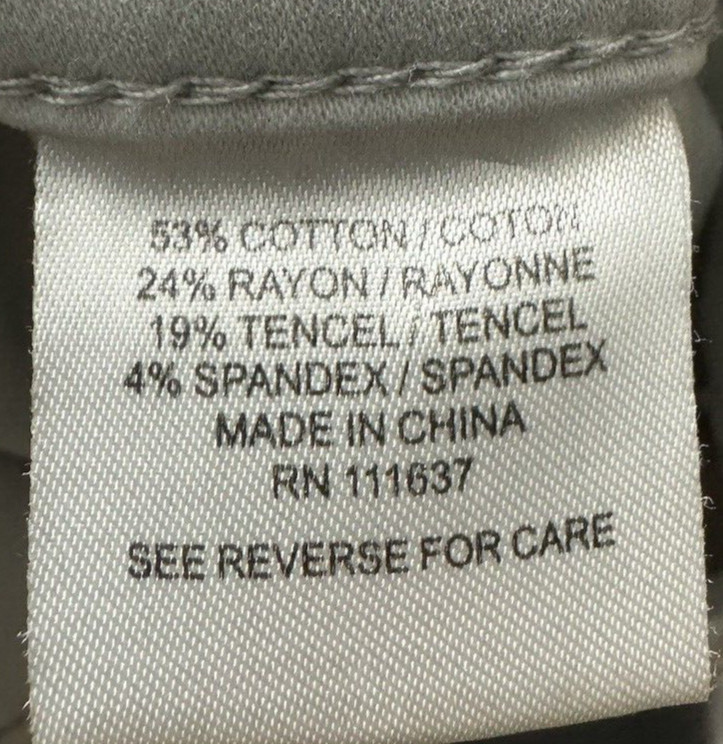 53% COTTON / COTON
24% RAYON / RAYONNE
19% TENCEL / TENCEL
4% SPANDEX / SPANDEX
MADE IN CHINA
RN 111637
SEE REVERSE FOR CARE